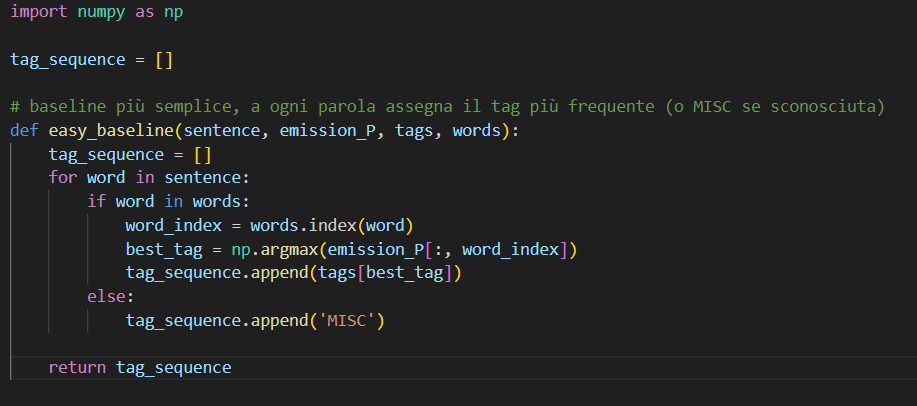 import numpy as np
tag_sequence = []
# baseline più semplice, a ogni parola assegna il tag più frequente (o MISC se sconosciuta)
def easy_baseline(sentence, emission_P, tags, words):
    tag_sequence = []
    for word in sentence:
        if word in words:
            word_index = words.index(word)
            best_tag = np.argmax(emission_P[:, word_index])
            tag_sequence.append(tags[best_tag])
        else:
            tag_sequence.append('MISC')
    return tag_sequence